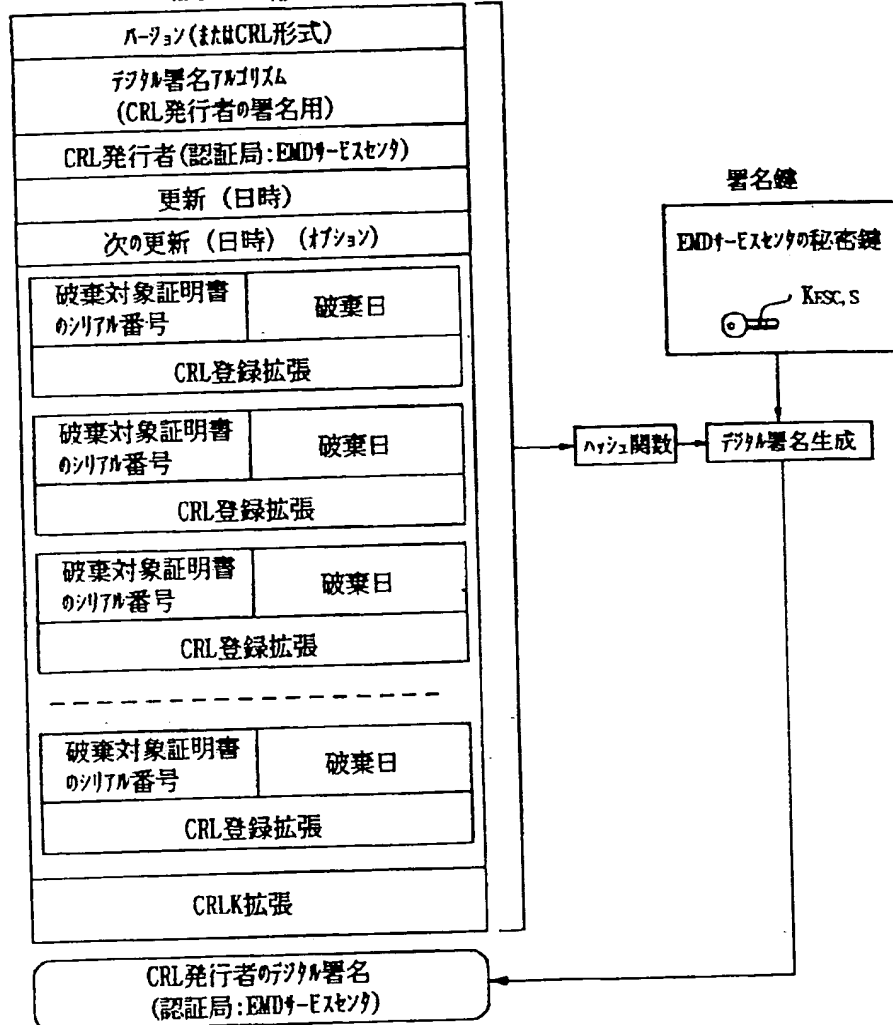 バージョン(またはCRL形式)
デジタル署名アルゴリズム
(CRL発行者の署名用)
CRL発行者(認証局:EMDサービスセンタ)
更新(日時)
次の更新(日時)(オプション)
破棄対象証明書
のシリアル番号
破棄日
CRL登録拡張
破棄対象証明書
のシリアル番号
破棄日
CRL登録拡張
破棄対象証明書
のシリアル番号
破棄日
CRL登録拡張
破棄対象証明書
のシリアル番号
破棄日
CRL登録拡張
CRLK拡張
CRL発行者のデジタル署名
(認証局:EMDサービスセンタ)
署名鍵
EMDサービスセンタの秘密鍵
KESC,S
ハッシュ関数
デジタル署名生成